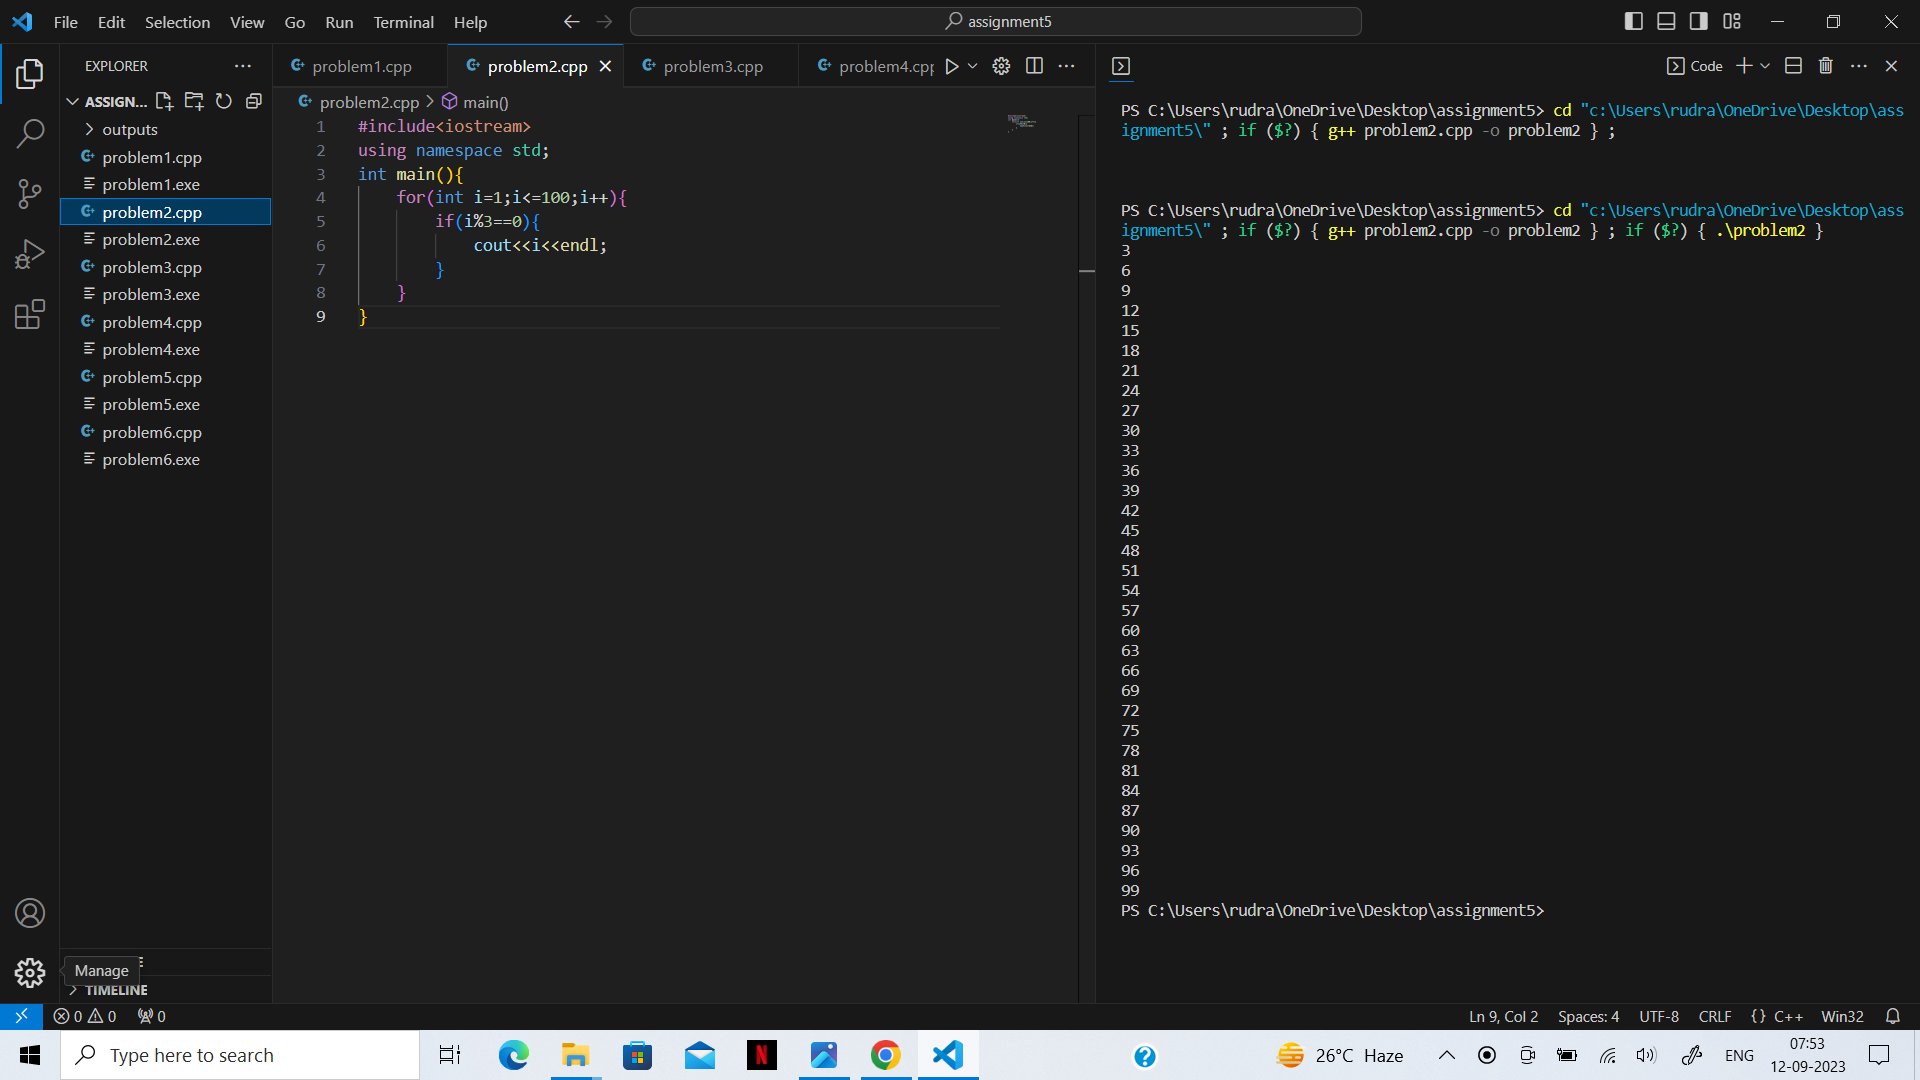 File Edit Selection View Go Run Terminal Help
assignment5
EXPLORER
ASSIGN...
outputs
problem1.cpp
problem1.exe
problem2.cpp
problem2.exe
problem3.cpp
problem3.exe
problem4.cpp
problem4.exe
problem5.cpp
problem5.exe
problem6.cpp
problem6.exe
Manage
TIMELINE
problem1.cpp problem2.cpp problem3.cpp problem4.cpp
problem2.cpp > main()
1 #include<iostream>
2 using namespace std;
3 int main(){
4 for(int i=1;i<=100;i++){
5 if(i%3==0){
6 cout<<i<<endl;
7 }
8 }
9 }
Code
PS C:\Users\rudra\OneDrive\Desktop\assignment5> cd "c:\Users\rudra\OneDrive\Desktop\ass
ignment5\" ; if ($?) { g++ problem2.cpp -o problem2 } ;
PS C:\Users\rudra\OneDrive\Desktop\assignment5> cd "c:\Users\rudra\OneDrive\Desktop\ass
ignment5\" ; if ($?) { g++ problem2.cpp -o problem2 } ; if ($?) { .\problem2 }
3
6
9
12
15
18
21
24
27
30
33
36
39
42
45
48
51
54
57
60
63
66
69
72
75
78
81
84
87
90
93
96
99
PS C:\Users\rudra\OneDrive\Desktop\assignment5>
0 0 0
Ln 9, Col 2 Spaces: 4 UTF-8 CRLF {} C++ Win32
Type here to search
N
26°C Haze
ENG
07:53
12-09-2023